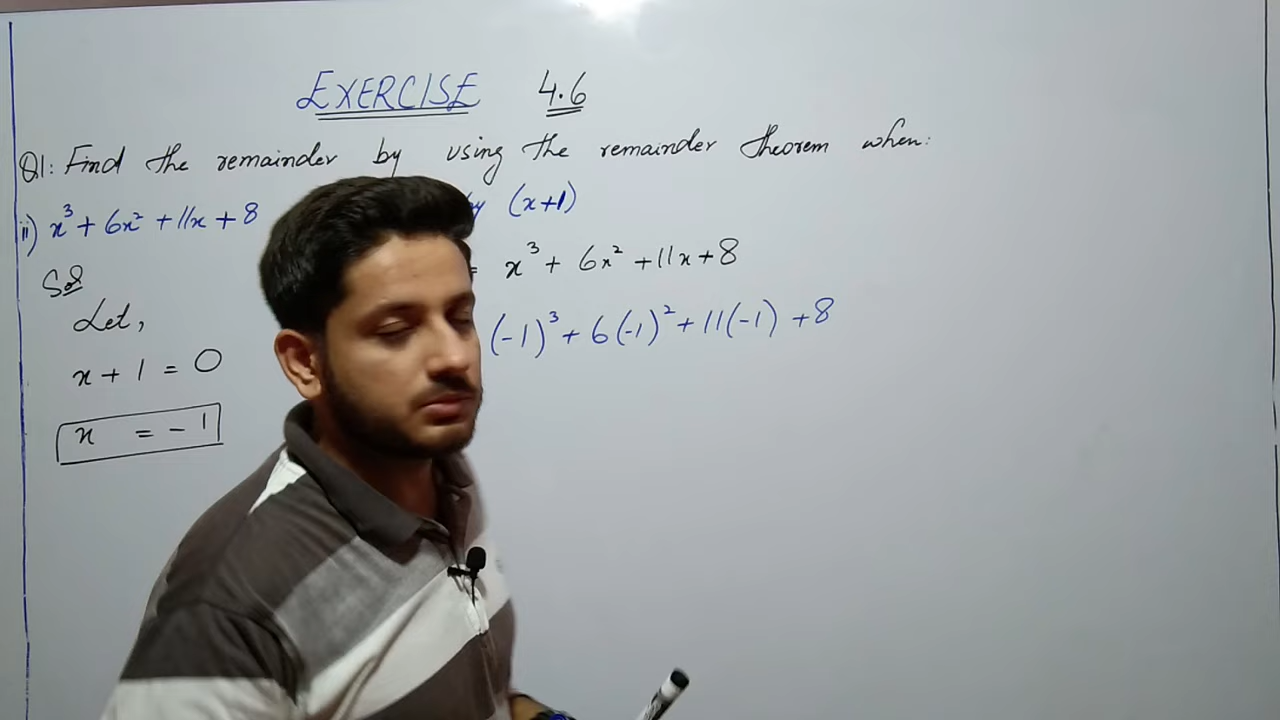 EXERCISE 4.6
Q1: Find the remainder by using the remainder theorem when:
ii) x³ + 6x² + 11x + 8 by (x+1)
Sol
= x³ + 6x² + 11x + 8
Let,
(-1)³ + 6(-1)² + 11(-1) + 8
x + 1 = 0
x = -1